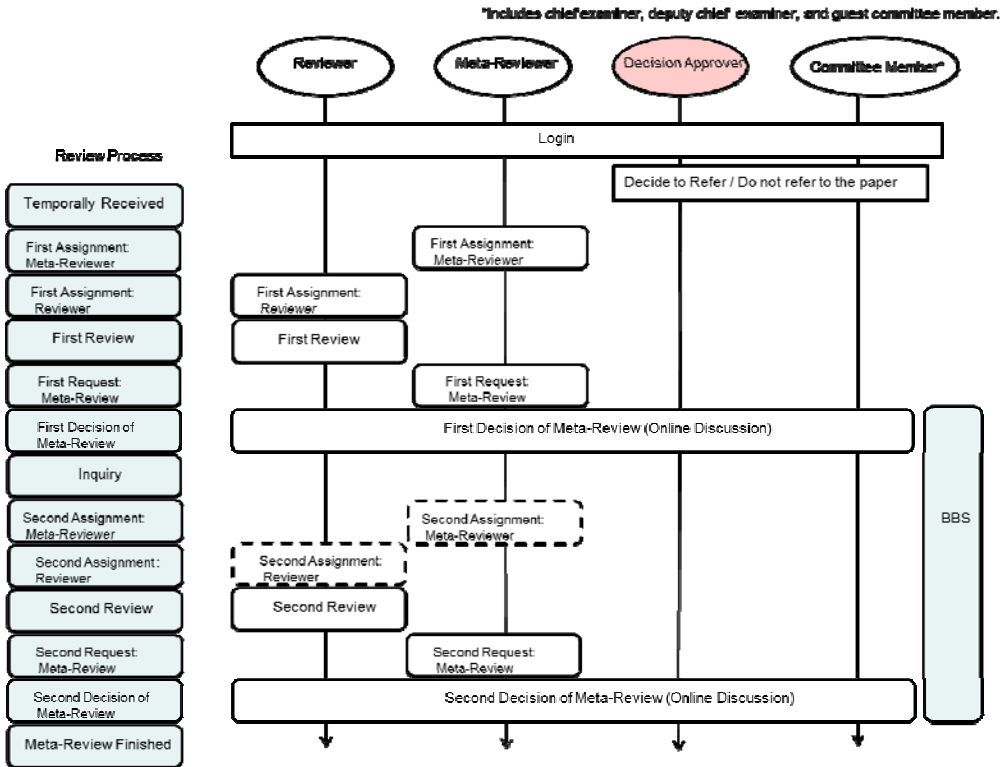 *Includes chief examiner, deputy chief examiner, and guest committee member.
Reviewer
Meta-Reviewer
Decision Approver
Committee Member*
Login
Review Process
Decide to Refer / Do not refer to the paper
Temporally Received
First Assignment:
Meta-Reviewer
First Assignment:
Meta-Reviewer
First Assignment:
Reviewer
First Assignment:
Reviewer
First Review
First Review
First Request:
Meta-Review
First Request:
Meta-Review
First Decision of
Meta-Review
First Decision of Meta-Review (Online Discussion)
Inquiry
BBS
Second Assignment:
Meta-Reviewer
Second Assignment:
Meta-Reviewer
Second Assignment:
Reviewer
Second Assignment:
Reviewer
Second Review
Second Review
Second Request:
Meta-Review
Second Request:
Meta-Review
Second Decision of
Meta-Review
Second Decision of Meta-Review (Online Discussion)
Meta-Review Finished